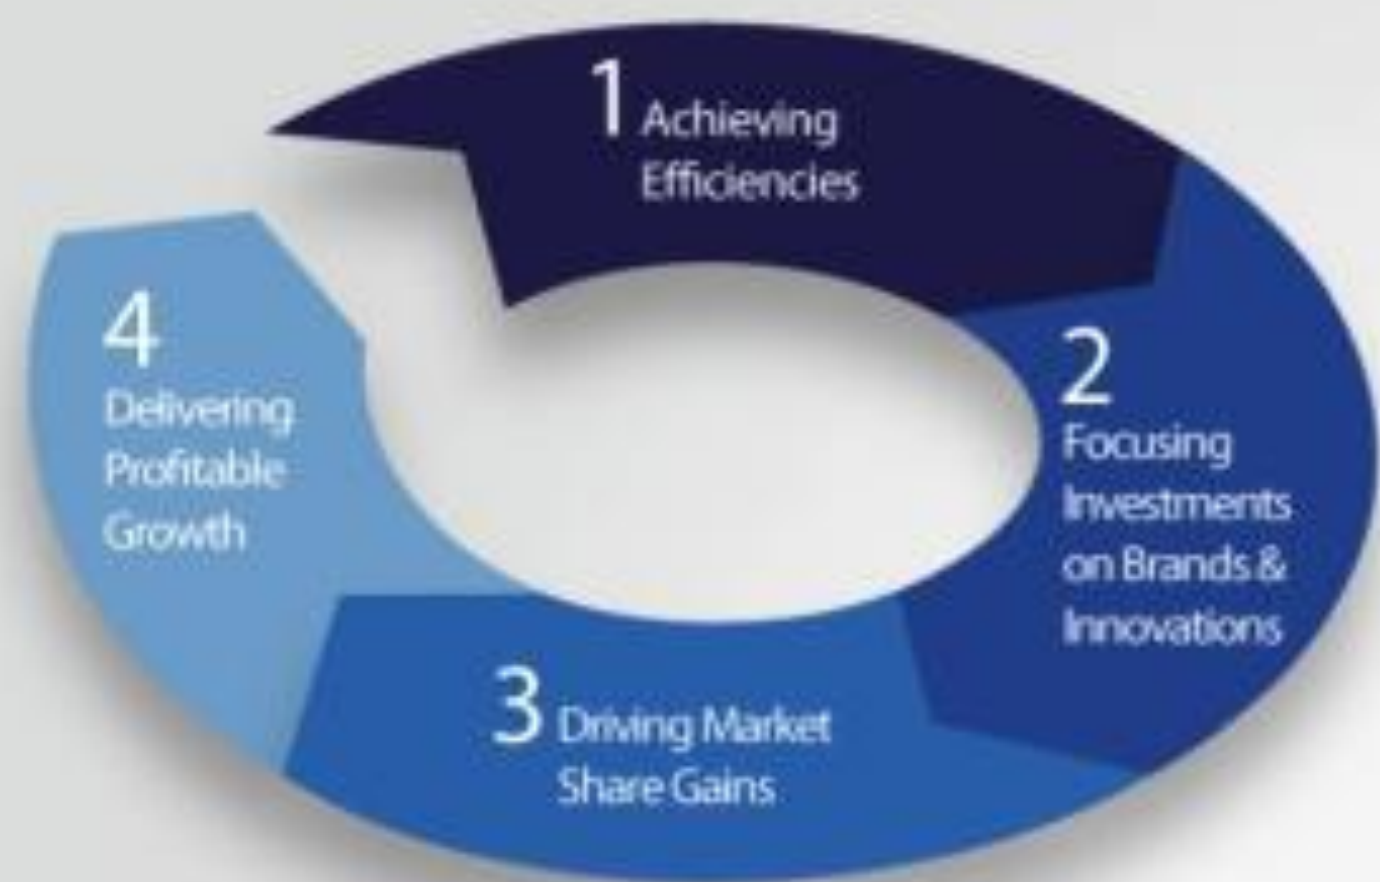 1 Achieving
Efficiencies
2
Focusing
Investments
on Brands &
Innovations
3 Driving Market
Share Gains
4
Delivering
Profitable
Growth